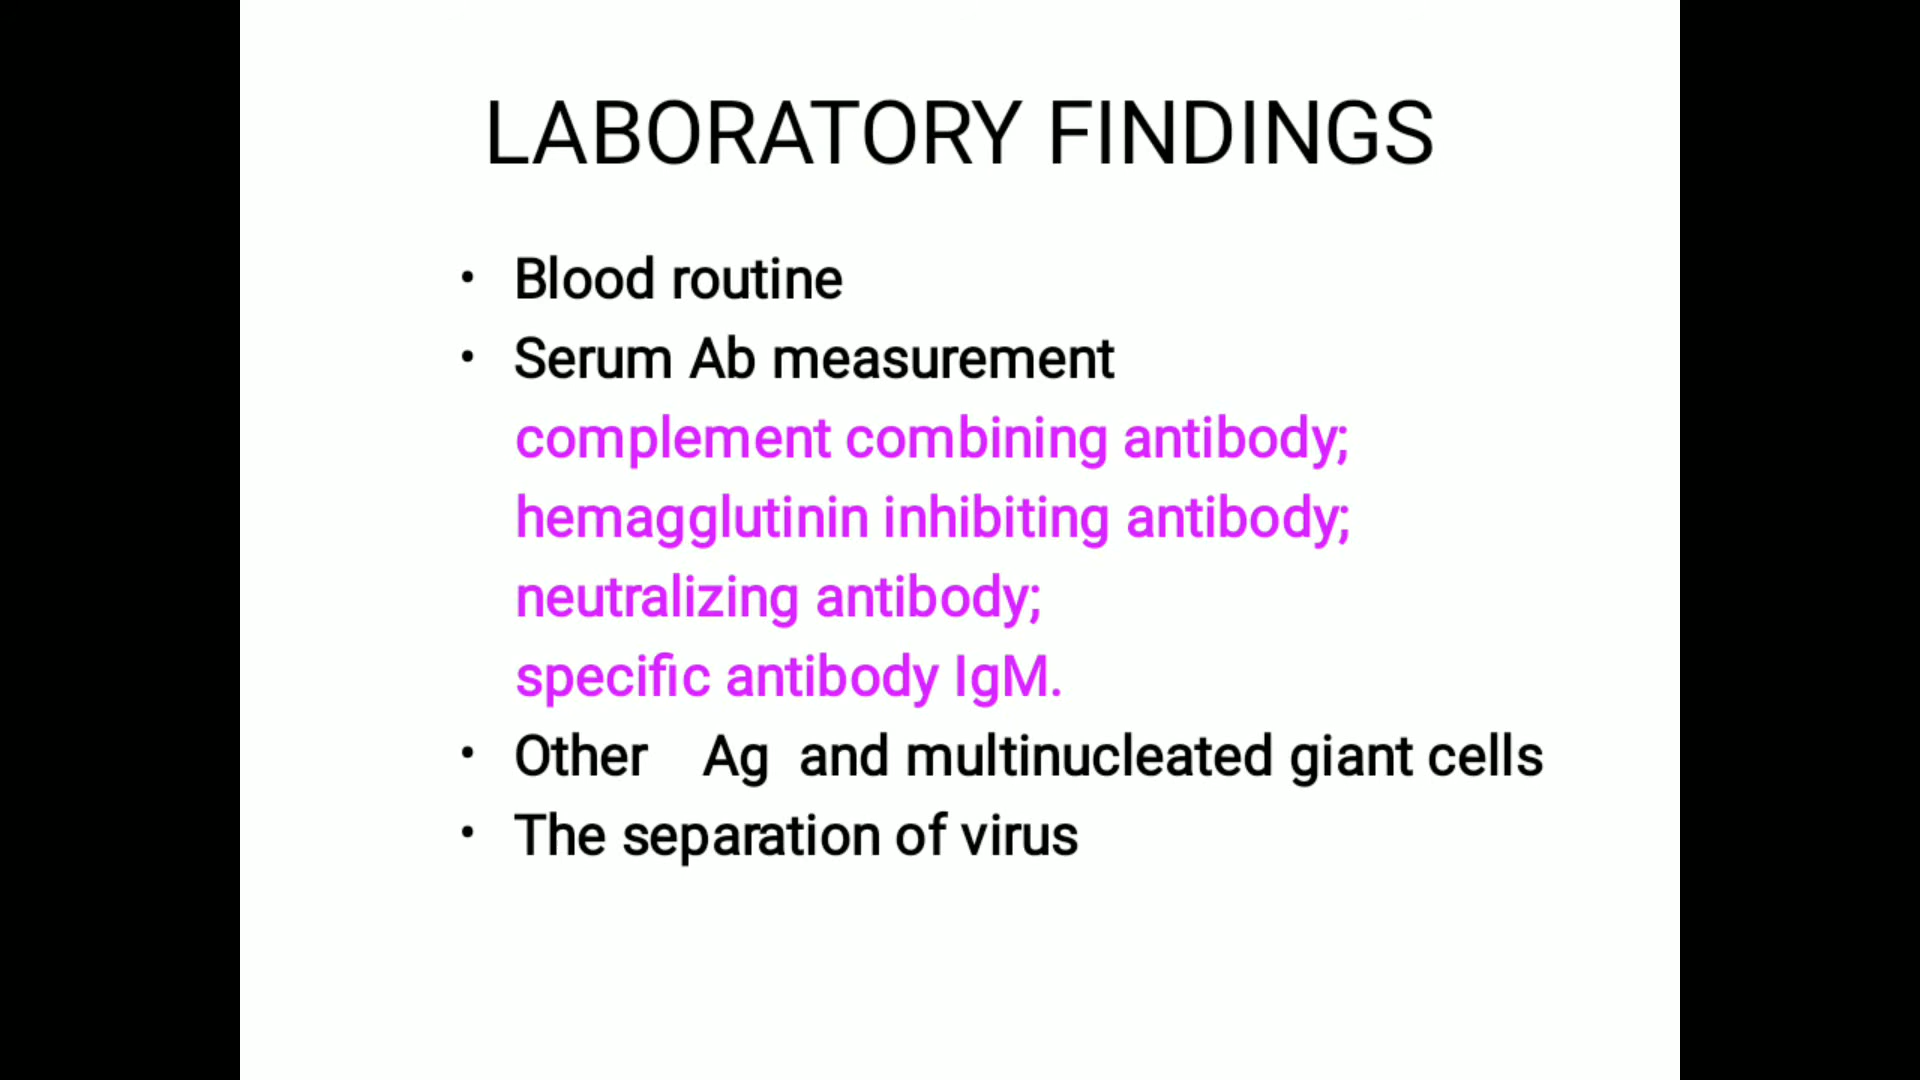 LABORATORY FINDINGS
• Blood routine
• Serum Ab measurement
complement combining antibody;
hemagglutinin inhibiting antibody;
neutralizing antibody;
specific antibody IgM.
• Other Ag and multinucleated giant cells
• The separation of virus